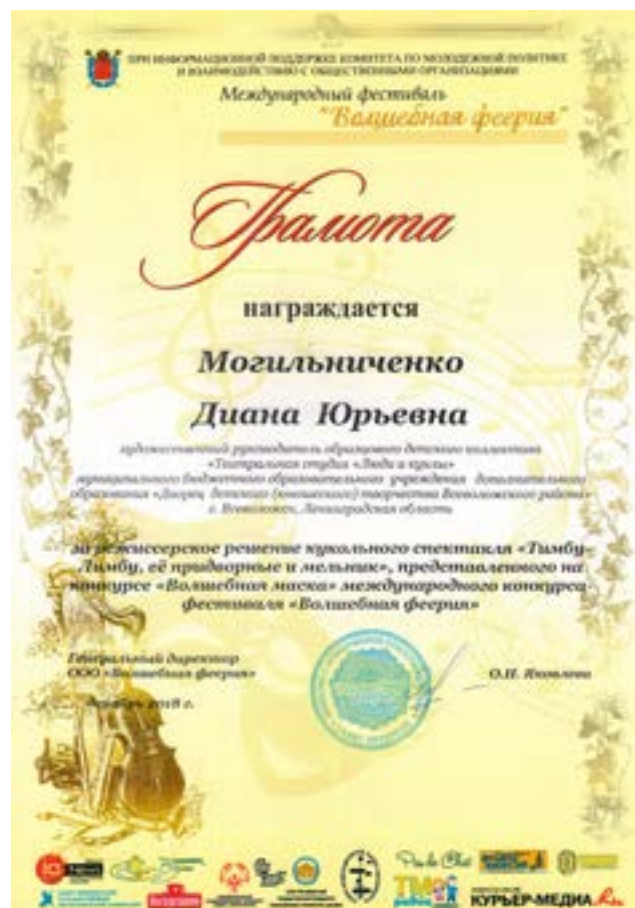 ПРИ ИНФОРМАЦИОННОЙ ПОДДЕРЖКЕ КОМИТЕТА ПО МОЛОДЕЖНОЙ ПОЛИТИКЕ
И ВЗАИМОДЕЙСТВИЮ С ОБЩЕСТВЕННЫМИ ОРГАНИЗАЦИЯМИ
Международный фестиваль
"Волшебная феерия"
Грамота
награждается
Могильниченко
Диана Юрьевна
художественный руководитель образцового детского коллектива
«Театральная студия «Люди и куклы»
муниципального бюджетного образовательного учреждения дополнительного
образования «Дворец детского (юношеского) творчества Всеволожского района»
г. Всеволожск, Ленинградская область
за режиссерское решение кукольного спектакля «Тимбу-
Лимбу, её придворные и мельник», представленного на
конкурсе «Волшебная маска» международного конкурса-
фестиваля «Волшебная феерия»
Генеральный директор
ООО «Волшебная феерия»
О.Н. Яковлева
декабрь 2018 г.
КУРЬЕР-МЕДИА